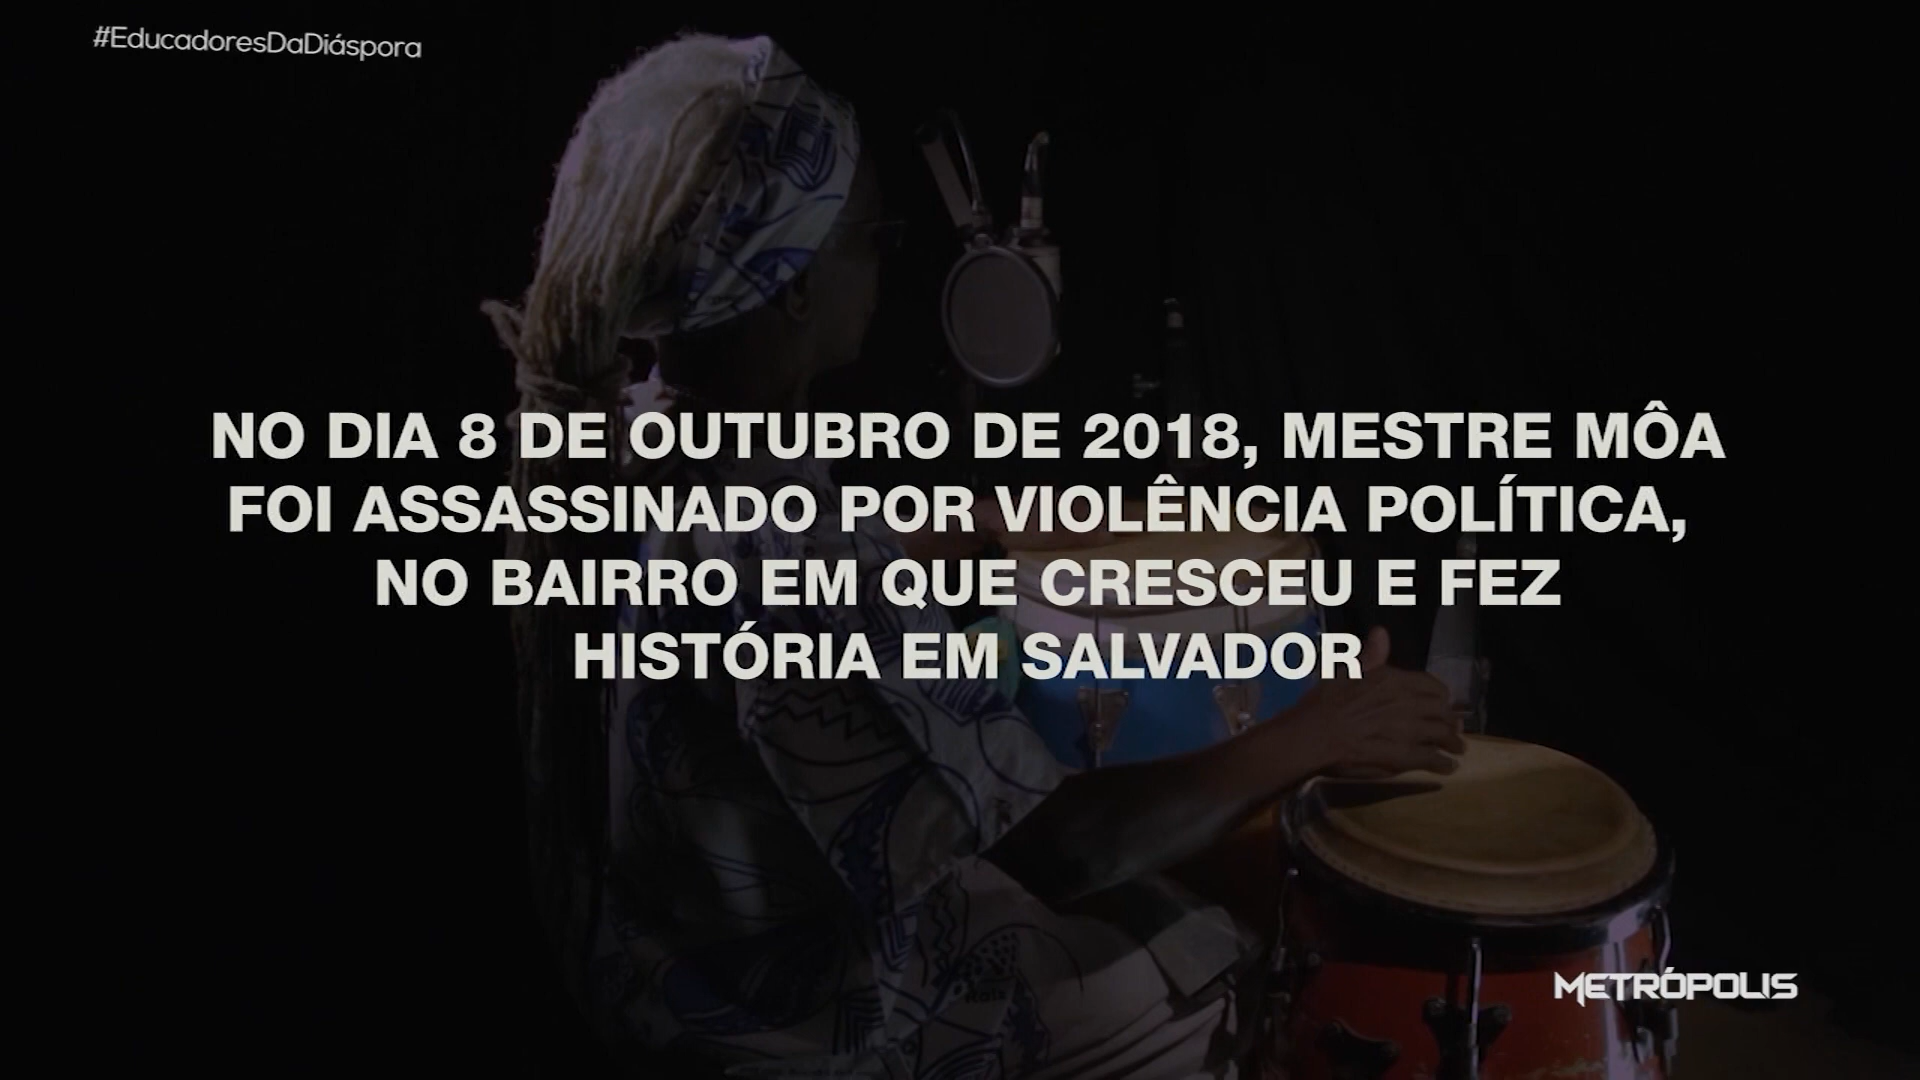 #EducadoresDaDiáspora
NO DIA 8 DE OUTUBRO DE 2018, MESTRE MÔA
FOI ASSASSINADO POR VIOLÊNCIA POLÍTICA,
NO BAIRRO EM QUE CRESCEU E FEZ
HISTÓRIA EM SALVADOR
METRÓPOLIS